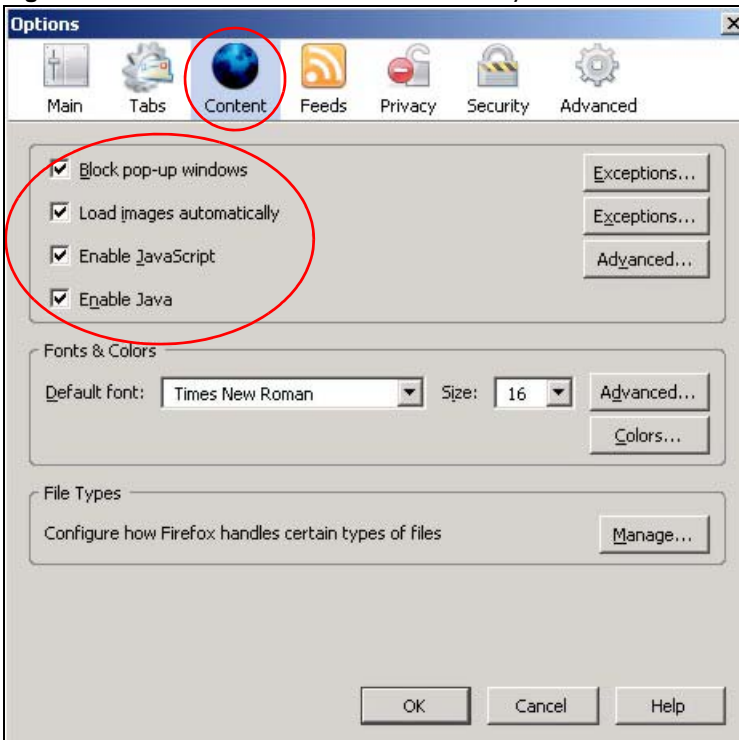 Options
Main Tabs Content Feeds Privacy Security Advanced
Block pop-up windows Exceptions...
Load images automatically Exceptions...
Enable JavaScript Advanced...
Enable Java
Fonts & Colors
Default font: Times New Roman Size: 16 Advanced...
Colors...
File Types
Configure how Firefox handles certain types of files Manage...
OK Cancel Help